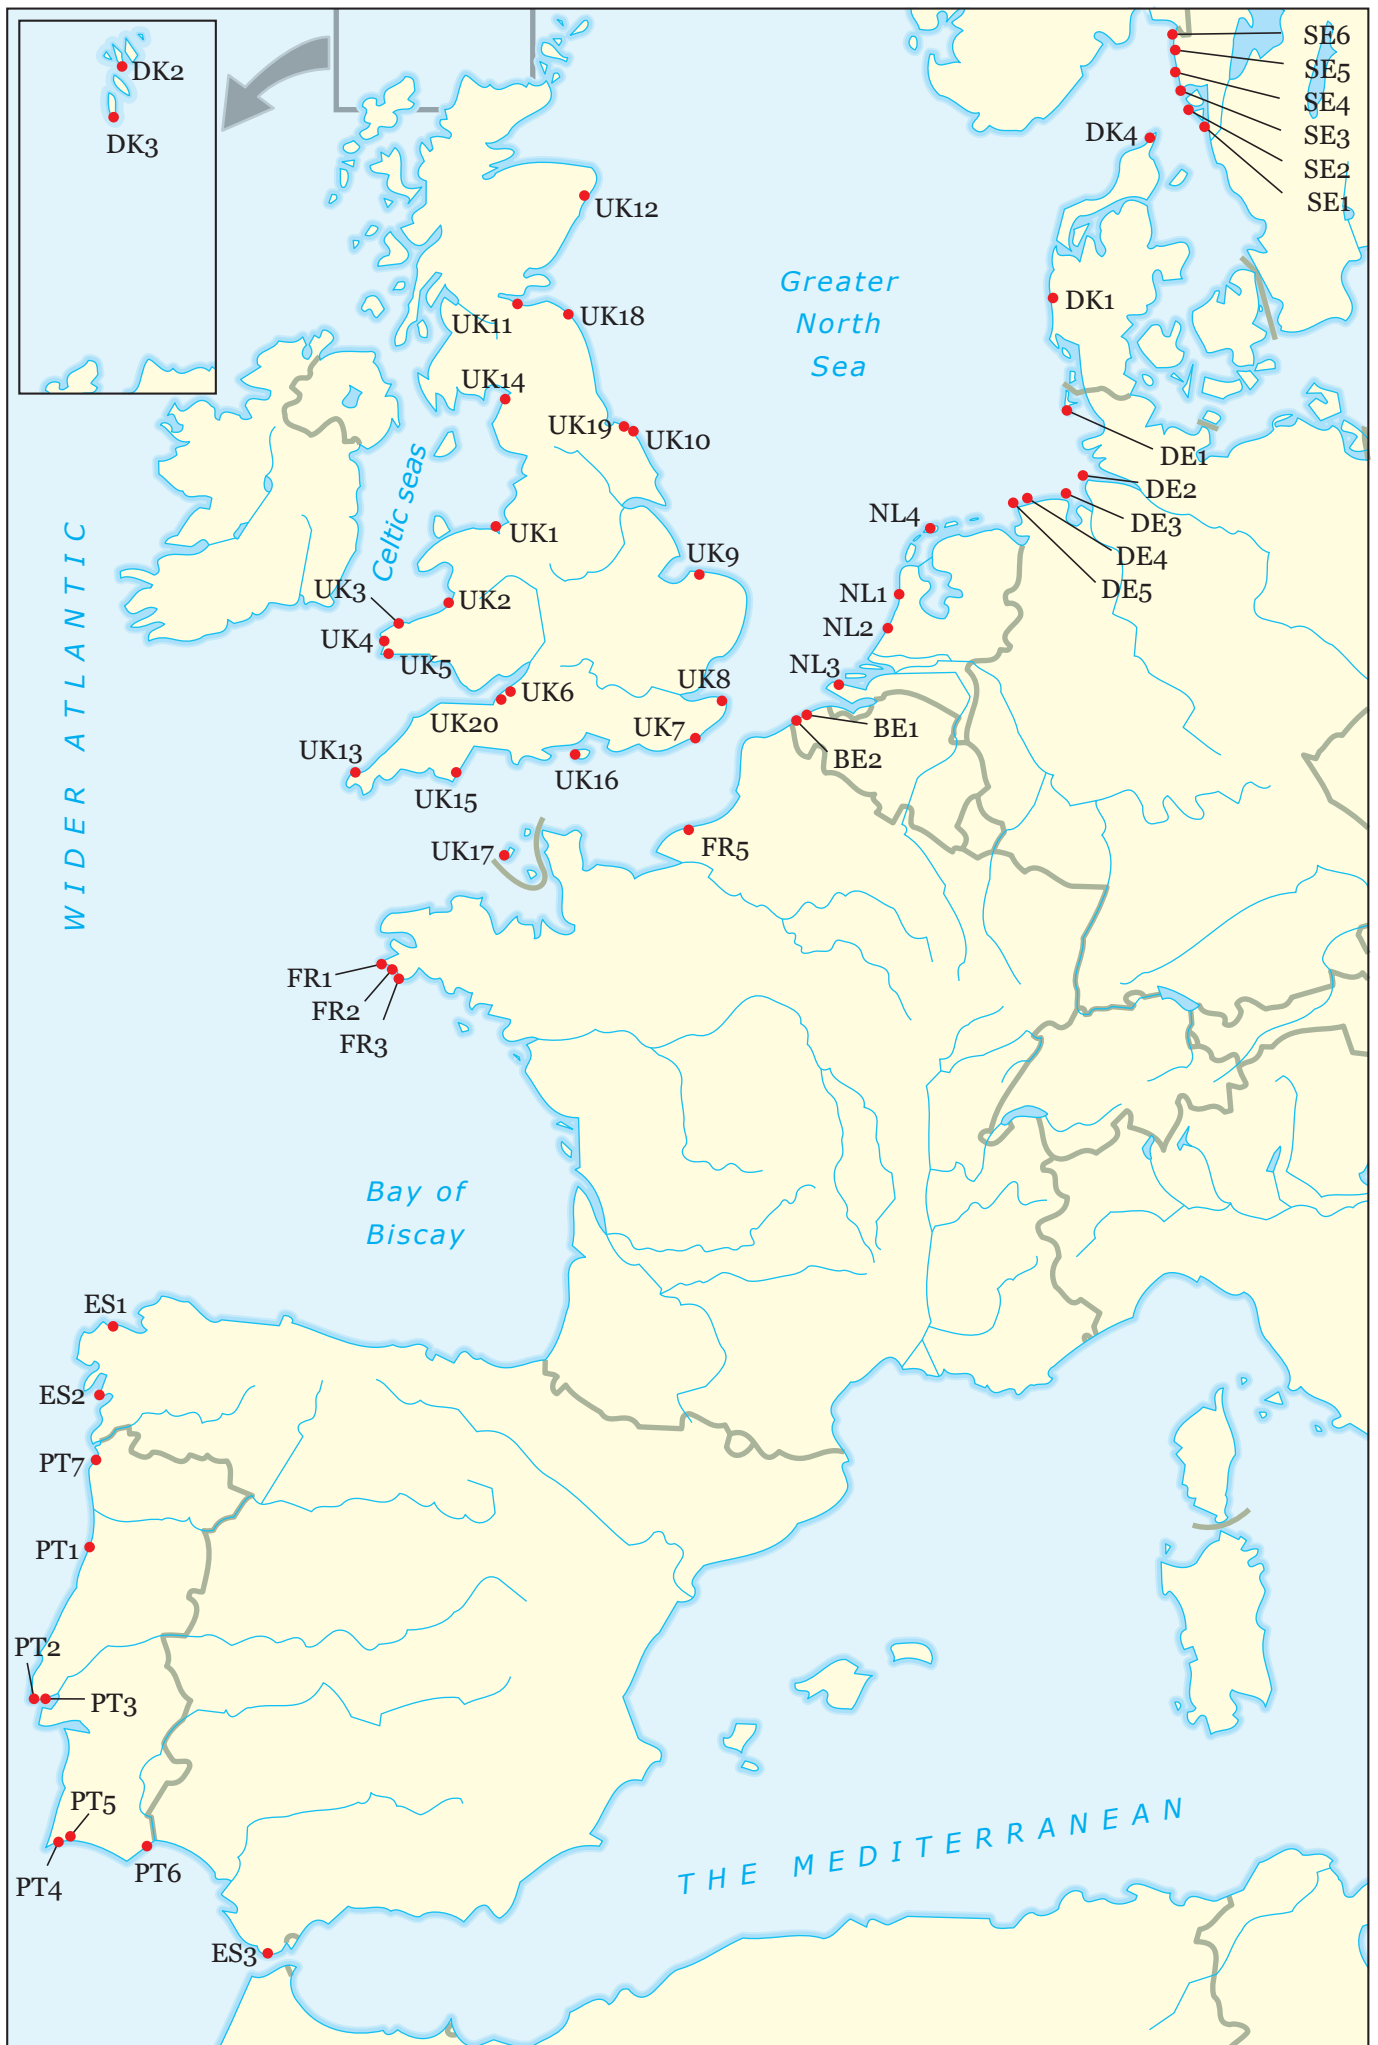 SE6
DK2
SE5
SE4
DK4
SE3
DK3
SE2
SE1
UK12
Greater
North
Sea
DK1
UK11
UK18
UK14
UK19
UK10
DE1
Celtic seas
DE2
NL4
DE3
UK1
UK9
DE4
UK3
UK2
NL1
DE5
NL2
UK4
UK5
NL3
UK8
UK6
UK20
UK7
BE1
UK13
BE2
UK16
UK15
WIDER ATLANTIC
UK17
FR5
FR1
FR2
FR3
Bay of
Biscay
ES1
ES2
PT7
PT1
PT2
PT3
PT5
THE MEDITERRANEAN
PT6
PT4
ES3